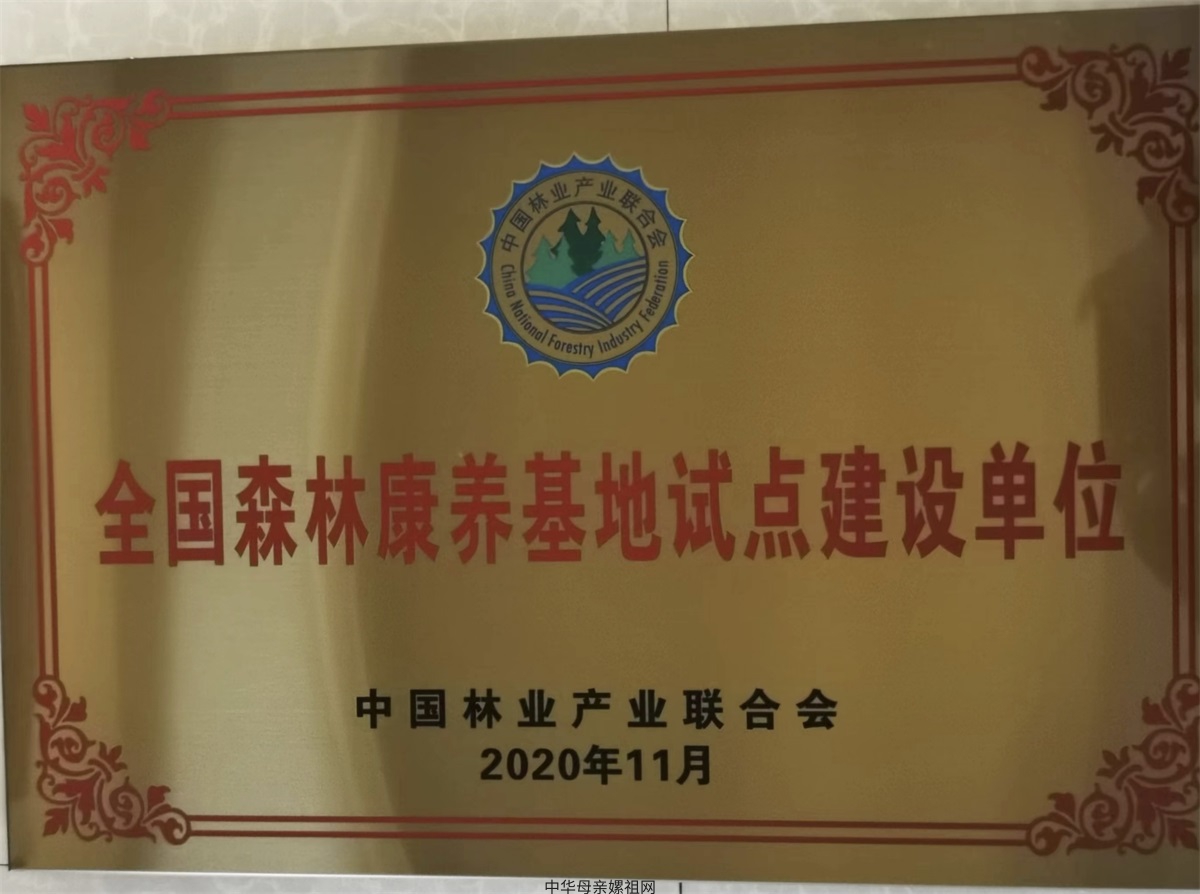 中国林业产业联合会
China National Forestry Industry Federation
全国森林康养基地试点建设单位
中国林业产业联合会
2020年11月
中华母亲嫘祖网